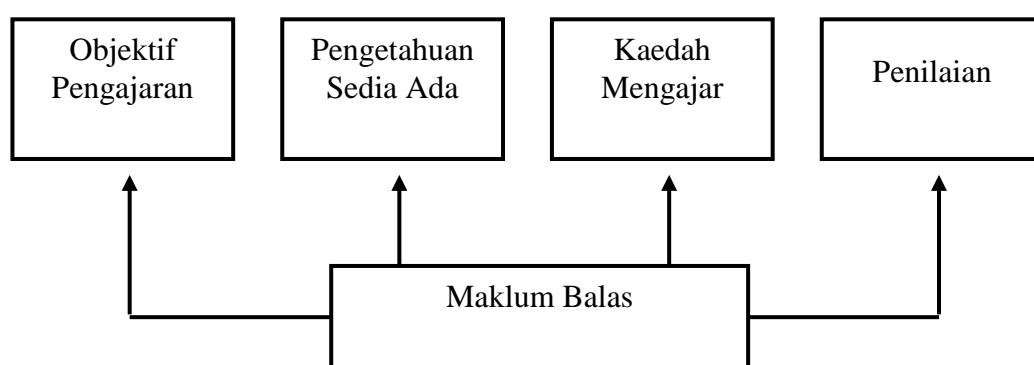 Objektif
Pengajaran
Pengetahuan
Sedia Ada
Kaedah
Mengajar
Penilaian
Maklum Balas